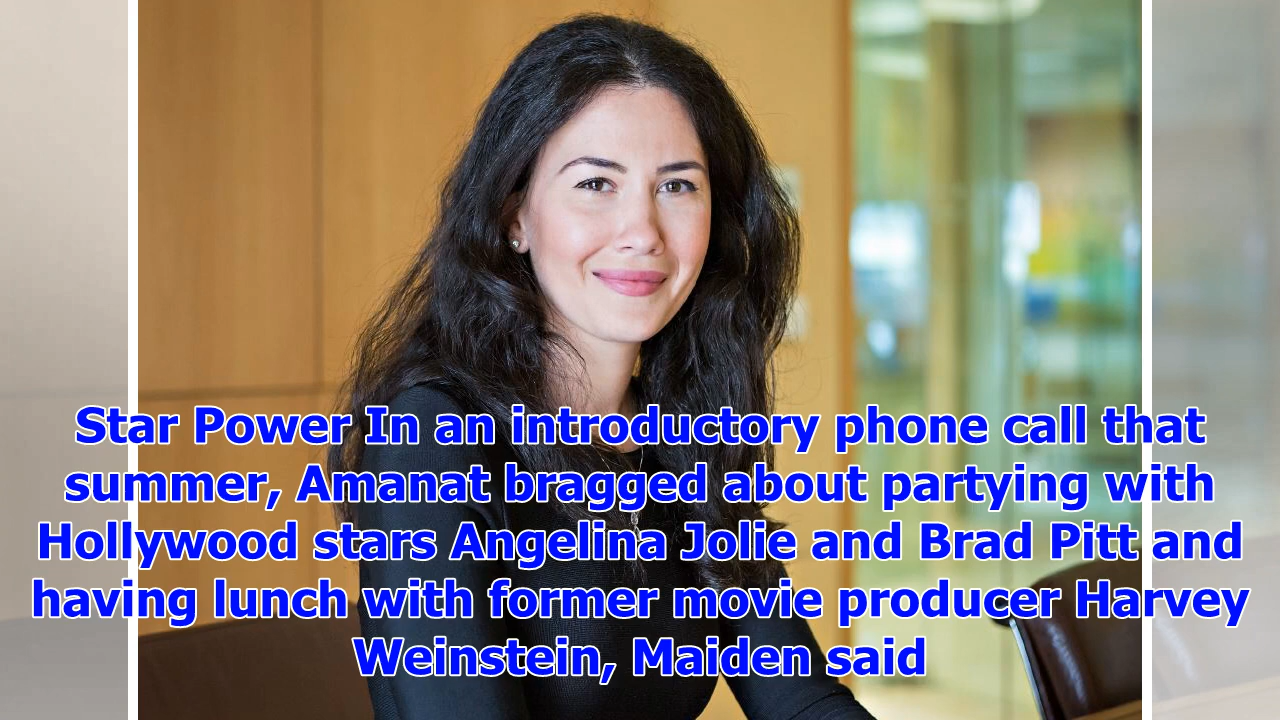 Star Power In an introductory phone call that
summer, Amanat bragged about partying with
Hollywood stars Angelina Jolie and Brad Pitt and
having lunch with former movie producer Harvey
Weinstein, Maiden said